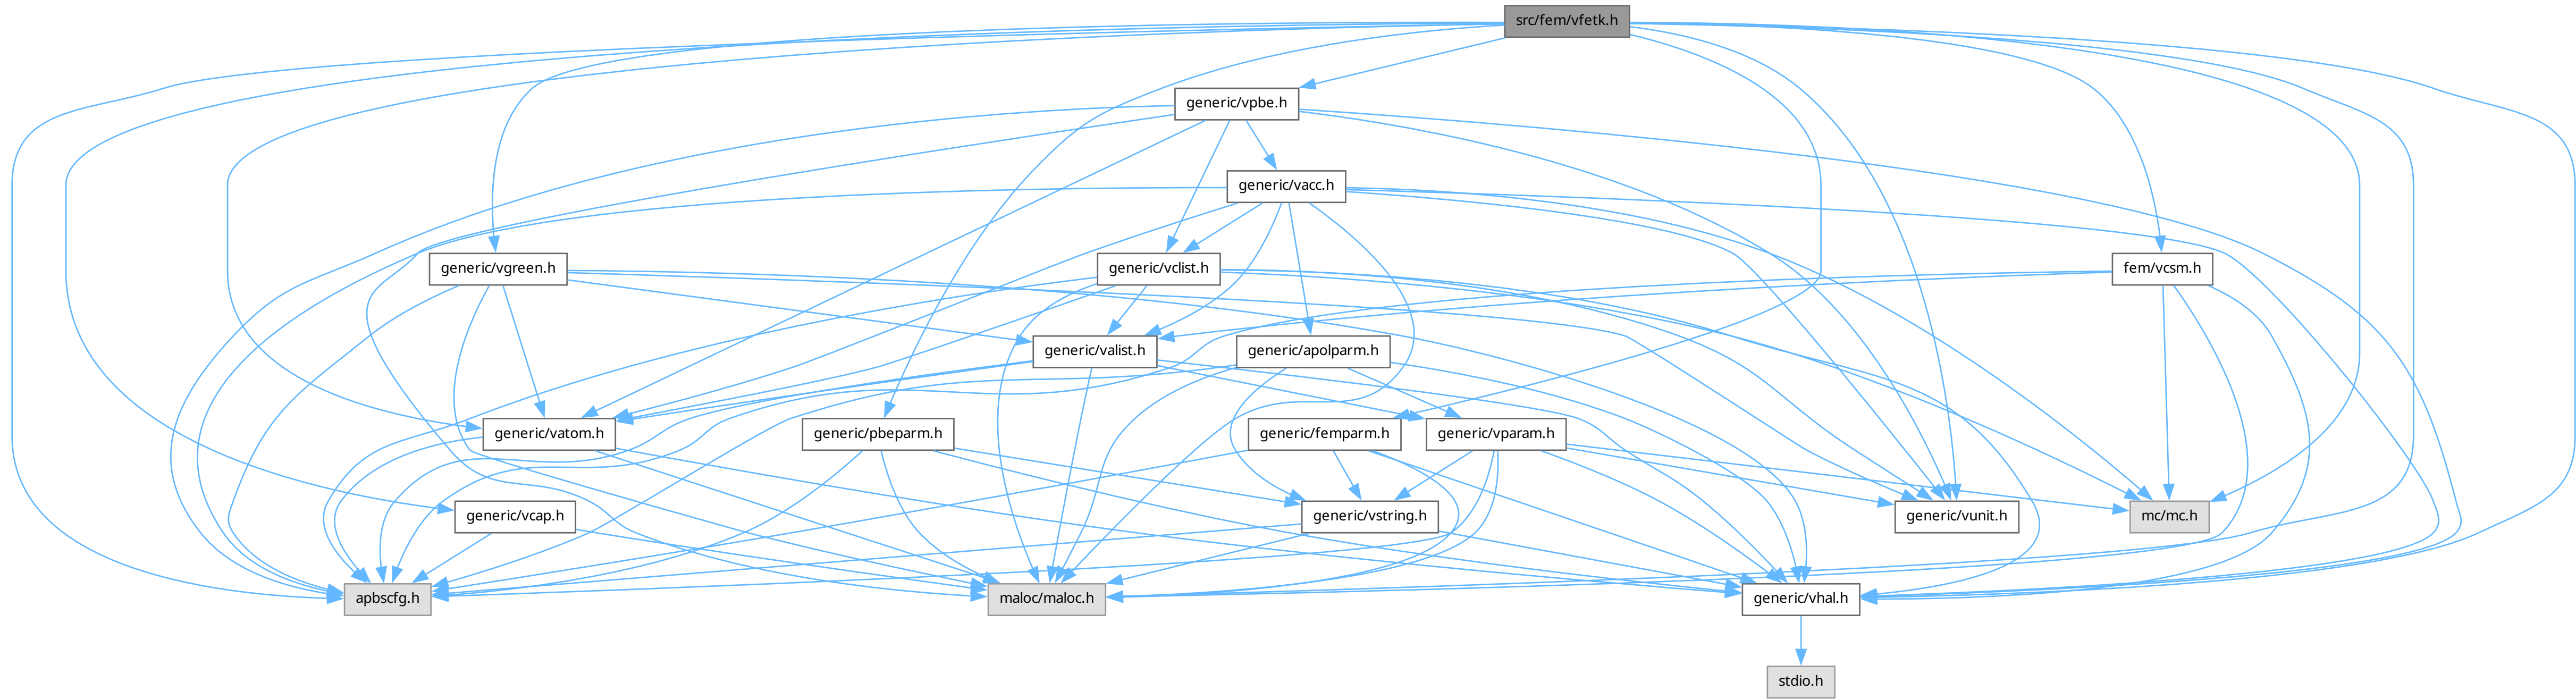 src/fem/vfetk.h
generic/vpbe.h
generic/vacc.h
generic/vgreen.h
generic/vclist.h
fem/vcsm.h
generic/valist.h
generic/apolparm.h
generic/vatom.h
generic/pbeparm.h
generic/femparm.h
generic/vparam.h
generic/vcap.h
generic/vstring.h
generic/vunit.h
mc/mc.h
apbscfg.h
maloc/maloc.h
generic/vhal.h
stdio.h